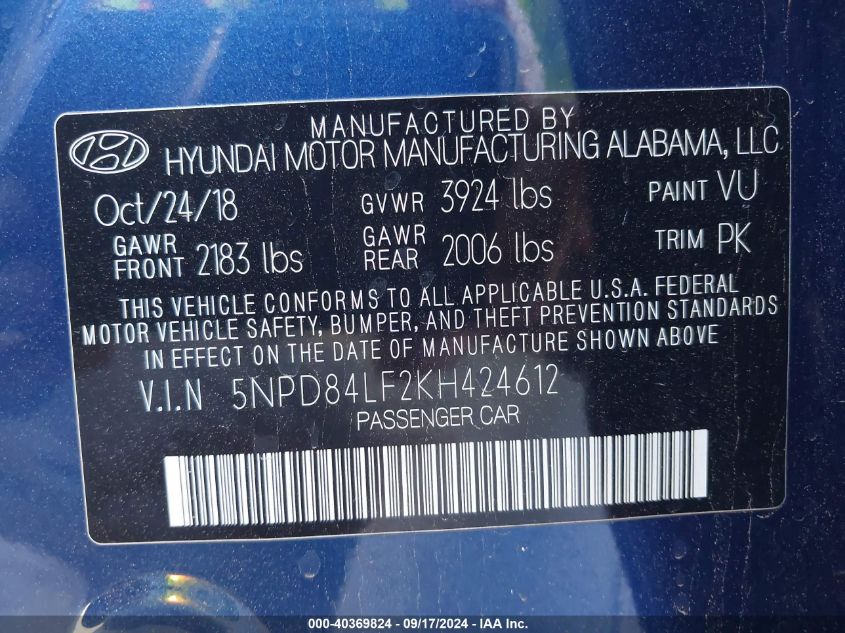 MANUFACTURED BY
HYUNDAI MOTOR MANUFACTURING ALABAMA, LLC
Oct/24/18 GVWR 3924 lbs PAINT VU
GAWR FRONT 2183 lbs GAWR REAR 2006 lbs TRIM PK
THIS VEHICLE CONFORMS TO ALL APPLICABLE U.S.A. FEDERAL
MOTOR VEHICLE SAFETY, BUMPER, AND THEFT PREVENTION STANDARDS
IN EFFECT ON THE DATE OF MANUFACTURE SHOWN ABOVE
V.I.N 5NPD84LF2KH424612
PASSENGER CAR
000-40369824 - 09/17/2024 - IAA Inc.